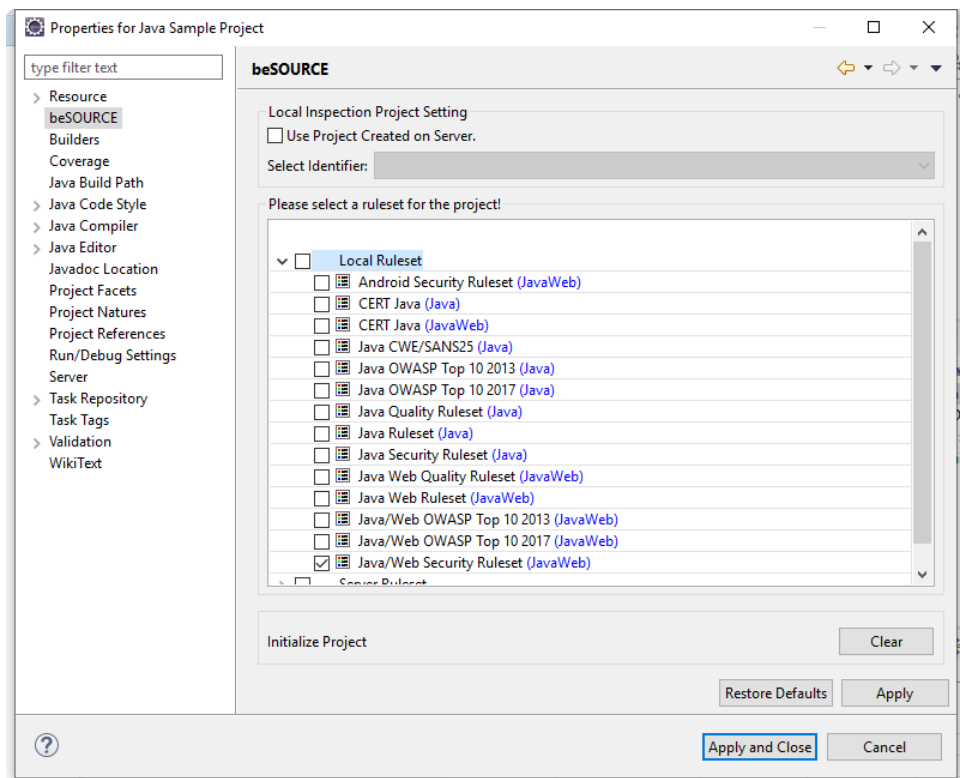 Properties for Java Sample Project
type filter text
Resource
beSOURCE
Builders
Coverage
Java Build Path
Java Code Style
Java Compiler
Java Editor
Javadoc Location
Project Facets
Project Natures
Project References
Run/Debug Settings
Server
Task Repository
Task Tags
Validation
WikiText
beSOURCE
Local Inspection Project Setting
Use Project Created on Server.
Select Identifier:
Please select a ruleset for the project!
Local Ruleset
Android Security Ruleset (JavaWeb)
CERT Java (Java)
CERT Java (JavaWeb)
Java CWE/SANS25 (Java)
Java OWASP Top 10 2013 (Java)
Java OWASP Top 10 2017 (Java)
Java Quality Ruleset (Java)
Java Ruleset (Java)
Java Security Ruleset (Java)
Java Web Quality Ruleset (JavaWeb)
Java Web Ruleset (JavaWeb)
Java/Web OWASP Top 10 2013 (JavaWeb)
Java/Web OWASP Top 10 2017 (JavaWeb)
Java/Web Security Ruleset (JavaWeb)
Server Ruleset
Initialize Project
Clear
Restore Defaults
Apply
Apply and Close
Cancel